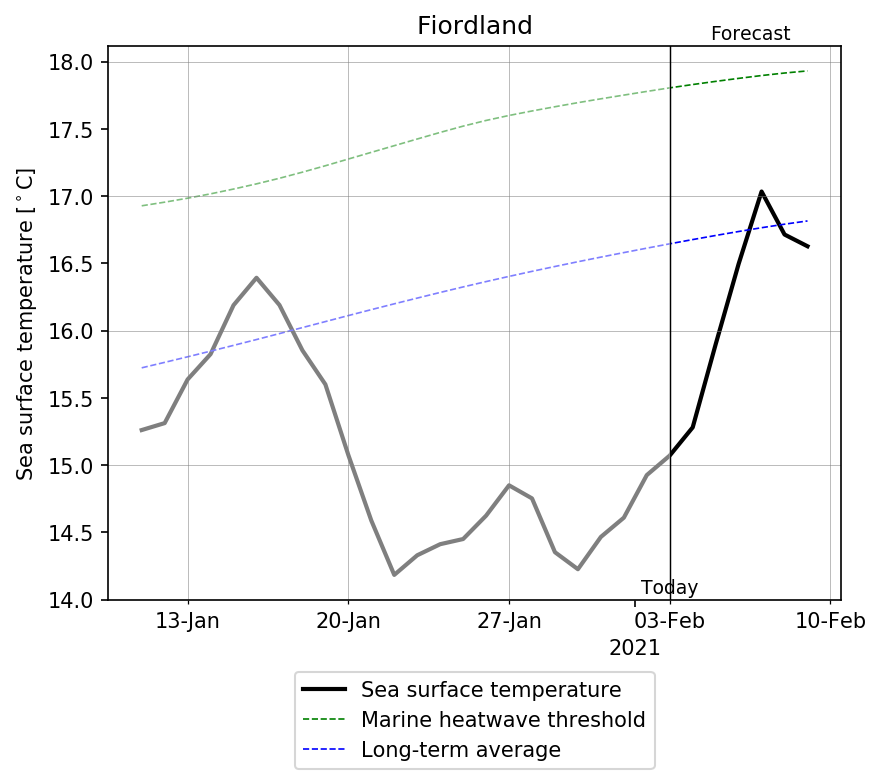 Fiordland
Forecast
Sea surface temperature [°C]
18.0
17.5
17.0
16.5
16.0
15.5
15.0
14.5
14.0
Today
13-Jan 20-Jan 27-Jan 03-Feb 10-Feb
2021
Sea surface temperature
Marine heatwave threshold
Long-term average